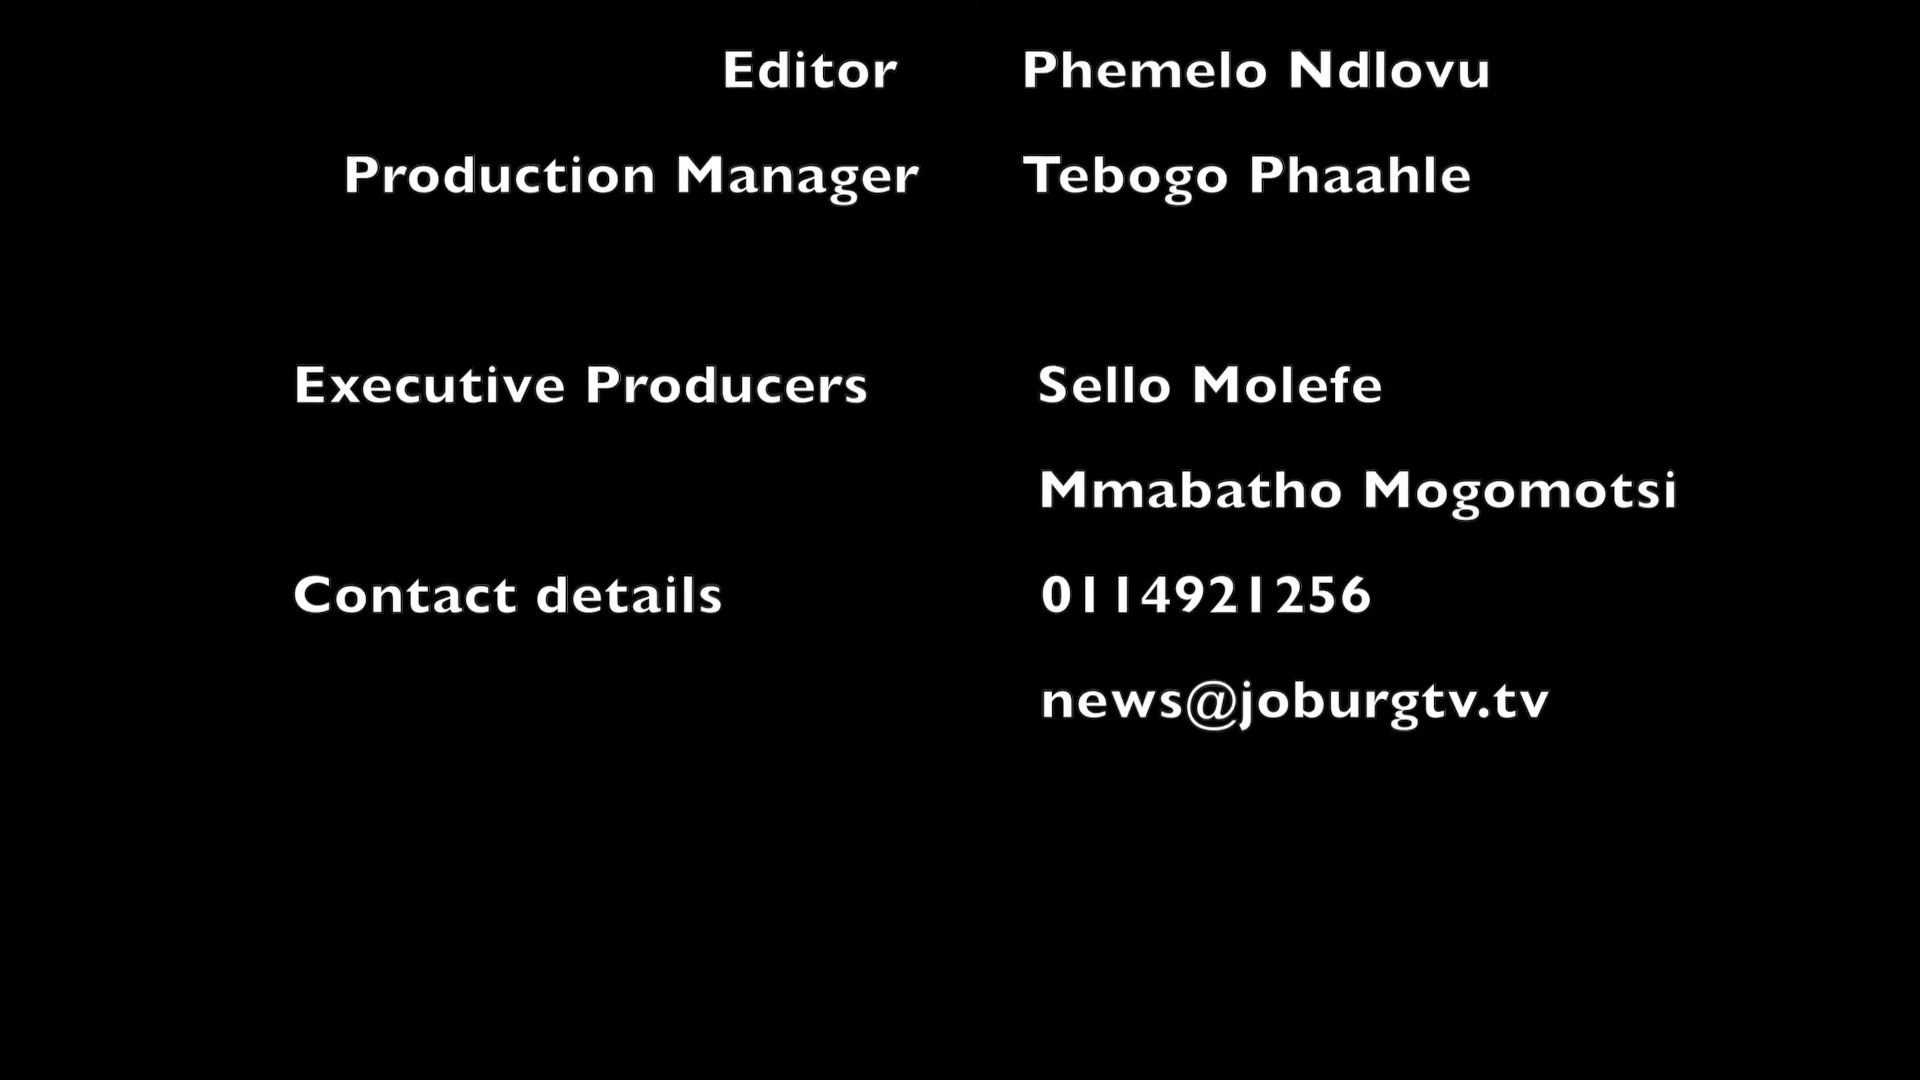 Editor Phemelo Ndlovu
Production Manager Tebogo Phaahle
Executive Producers Sello Molefe
Mmabatho Mogomotsi
Contact details 0114921256
news@joburgtv.tv